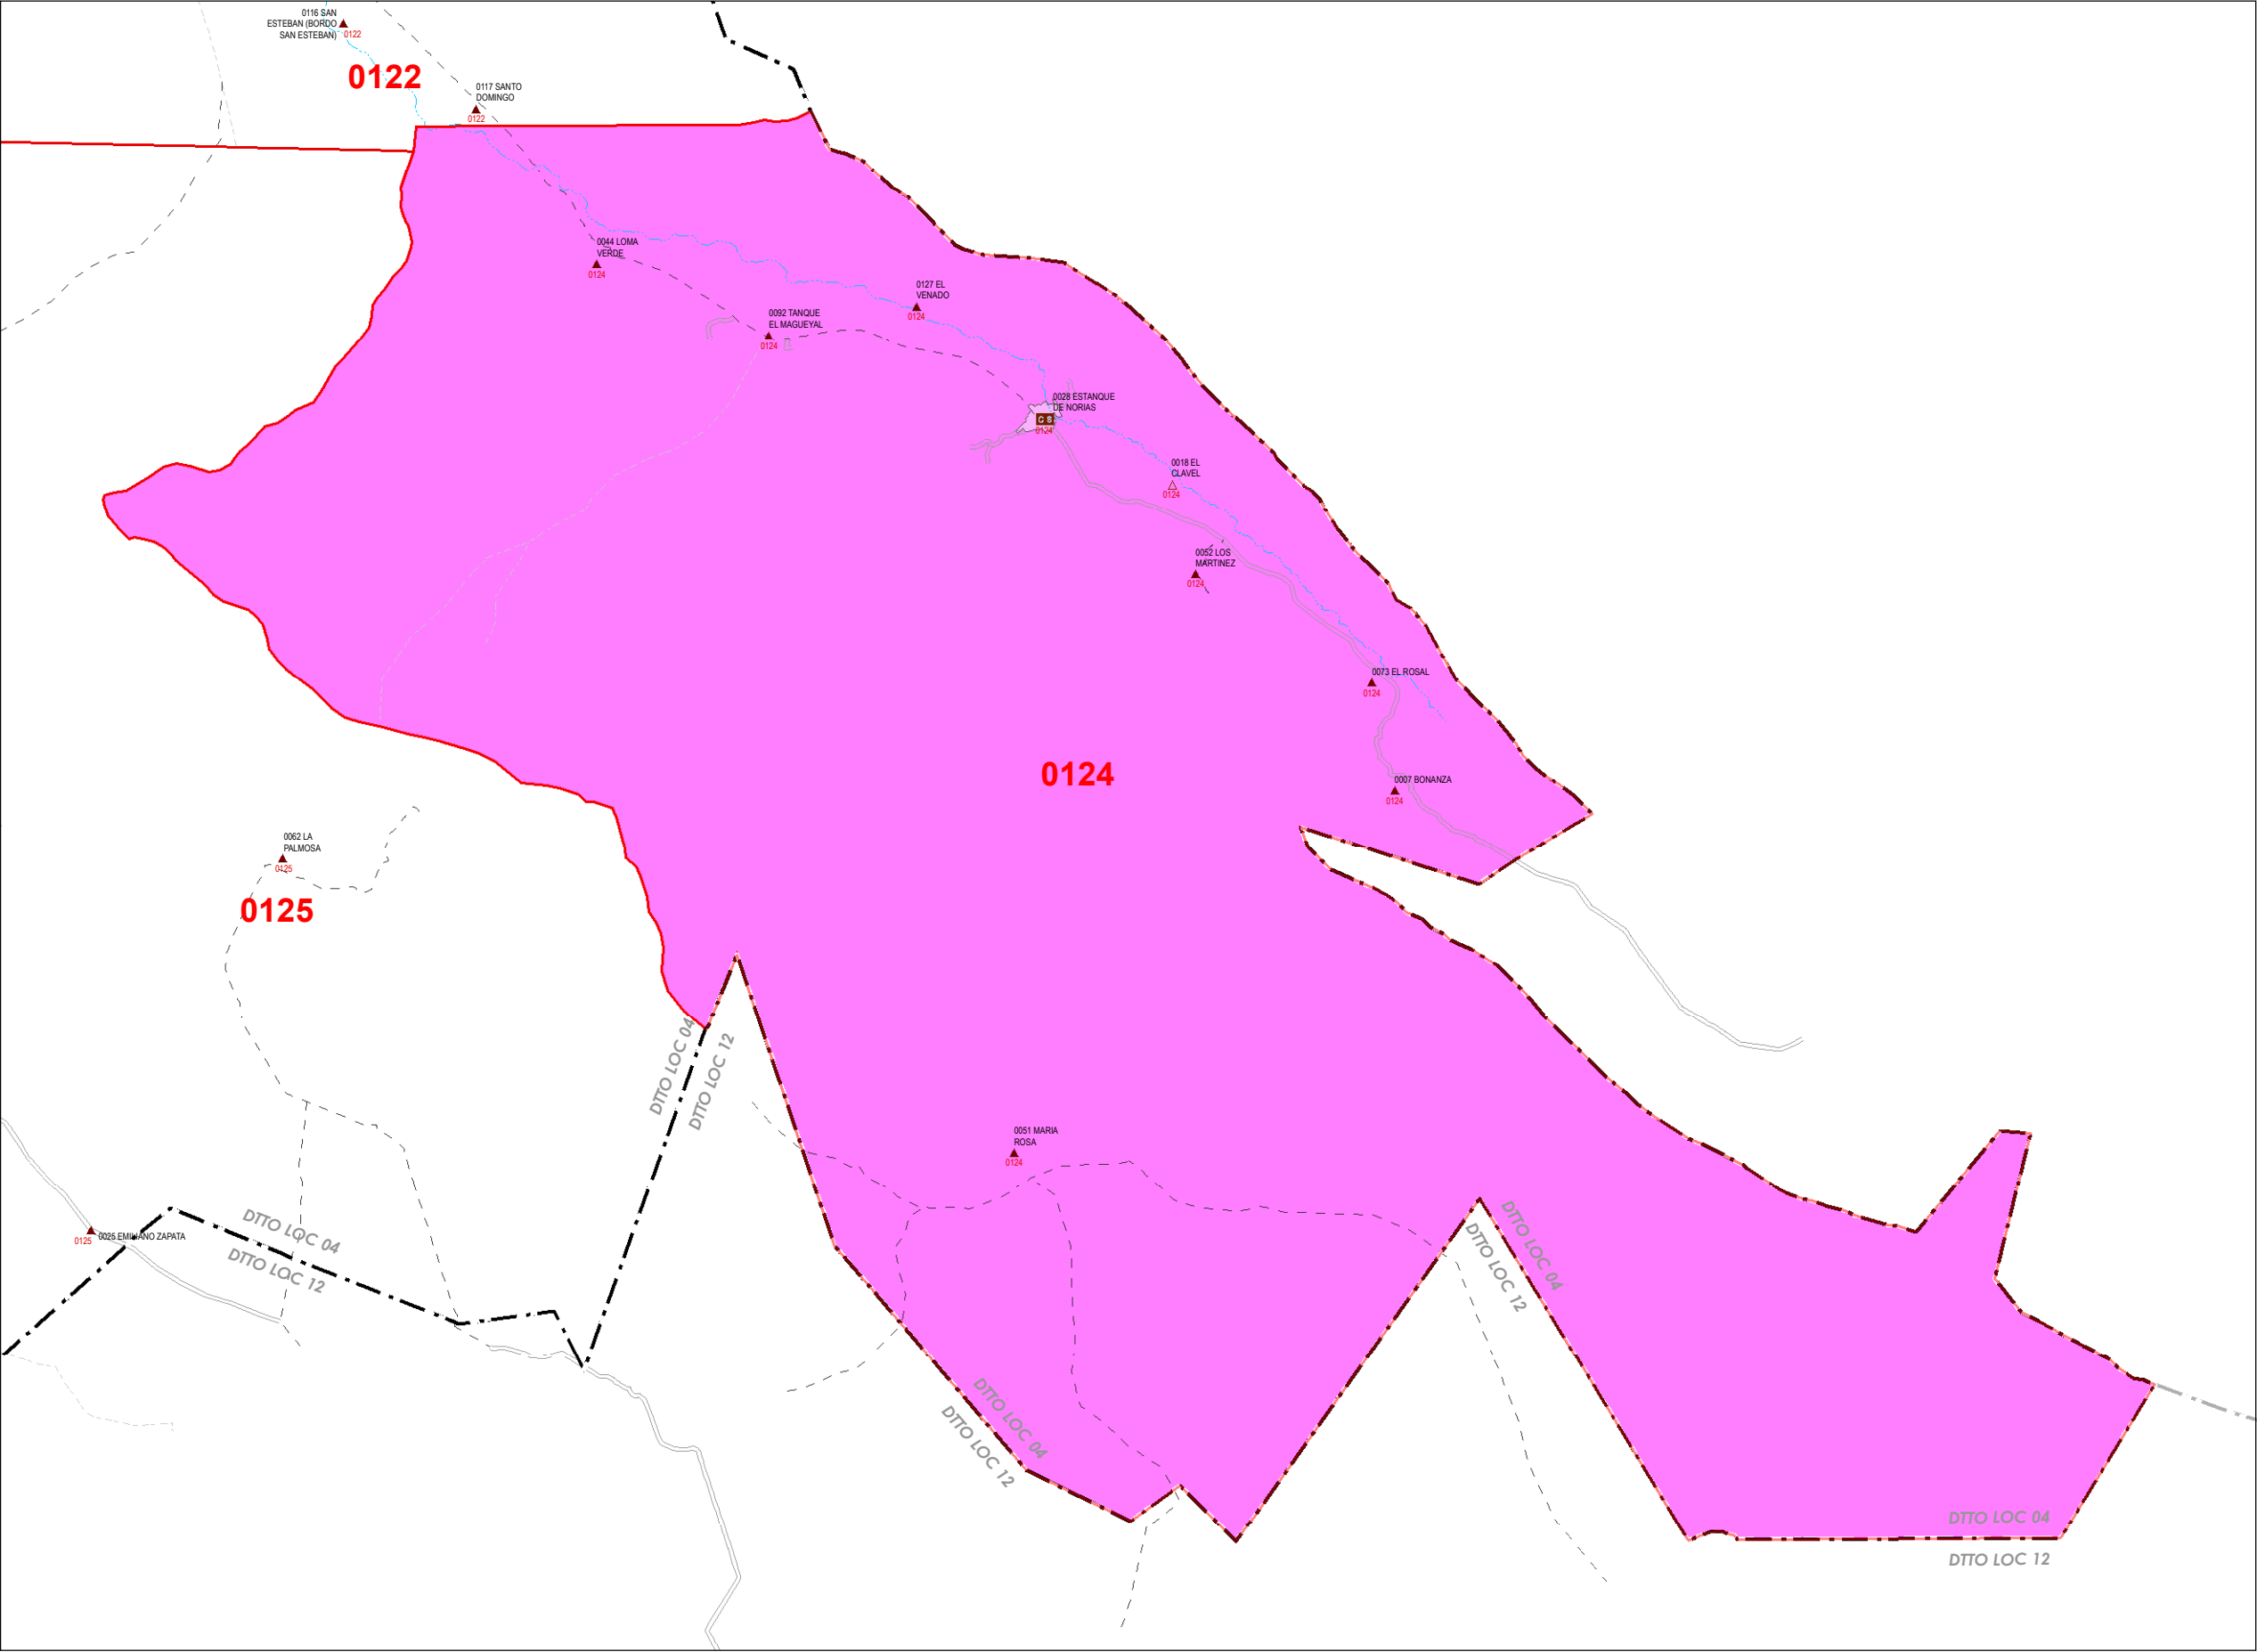 0116 SAN
ESTEBAN (BORDO
SAN ESTEBAN)
0122
0122
0117 SANTO
DOMINGO
0122
0044 LOMA
VERDE
0124
0127 EL
VENADO
0124
0092 TANQUE
EL MAGUEYAL
0124
0028 ESTANQUE
DE NORIAS
0124
0018 EL
CLAVEL
0124
0052 LOS
MARTINEZ
0124
0073 EL ROSAL
0124
0124
0007 BONANZA
0124
0062 LA
PALMOSA
0125
0125
DTTO LOC 04
DTTO LOC 12
0051 MARIA
ROSA
0124
0025 EMILIANO ZAPATA
0125
DTTO LOC 04
DTTO LOC 12
DTTO LOC 04
DTTO LOC 12
DTTO LOC 04
DTTO LOC 12
DTTO LOC 04
DTTO LOC 12